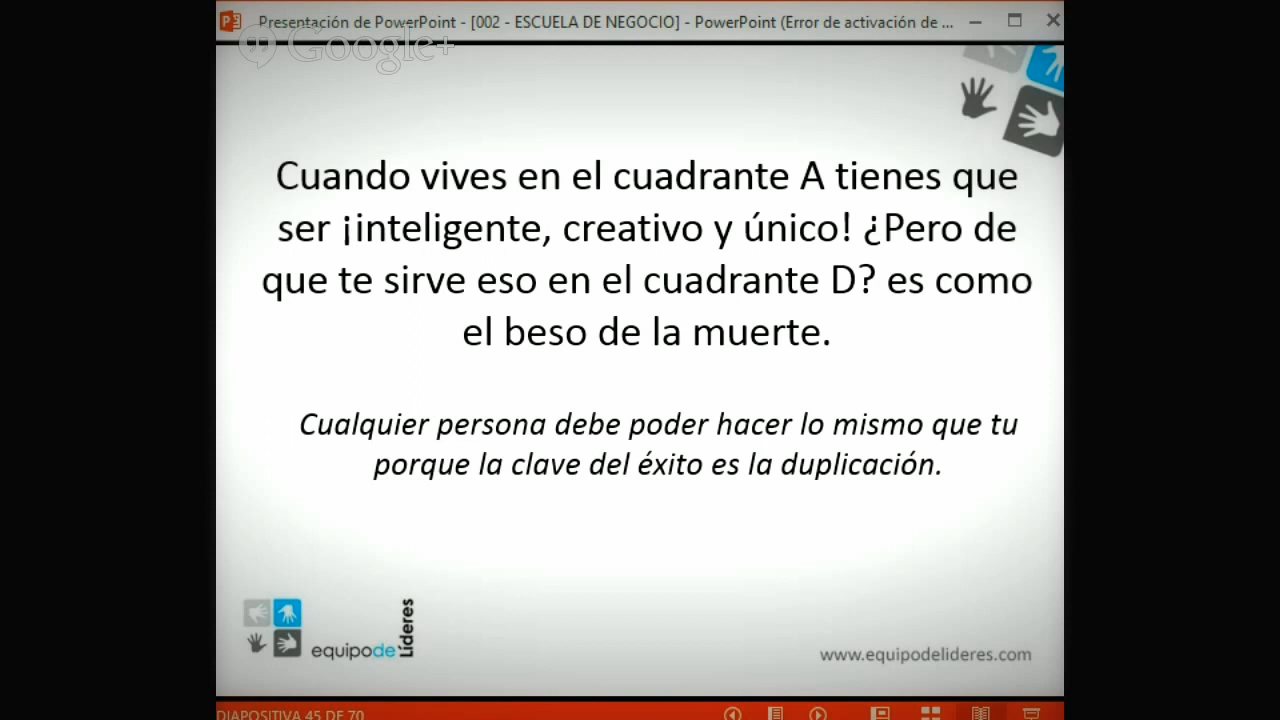 Presentación de PowerPoint - [002 - ESCUELA DE NEGOCIO] - PowerPoint (Error de activación de ...
Google+
Cuando vives en el cuadrante A tienes que
ser ¡inteligente, creativo y único! ¿Pero de
que te sirve eso en el cuadrante D? es como
el beso de la muerte.
Cualquier persona debe poder hacer lo mismo que tu
porque la clave del éxito es la duplicación.
equipodeLíderes
www.equipodelideres.com
DIAPOSITIVA 45 DE 70